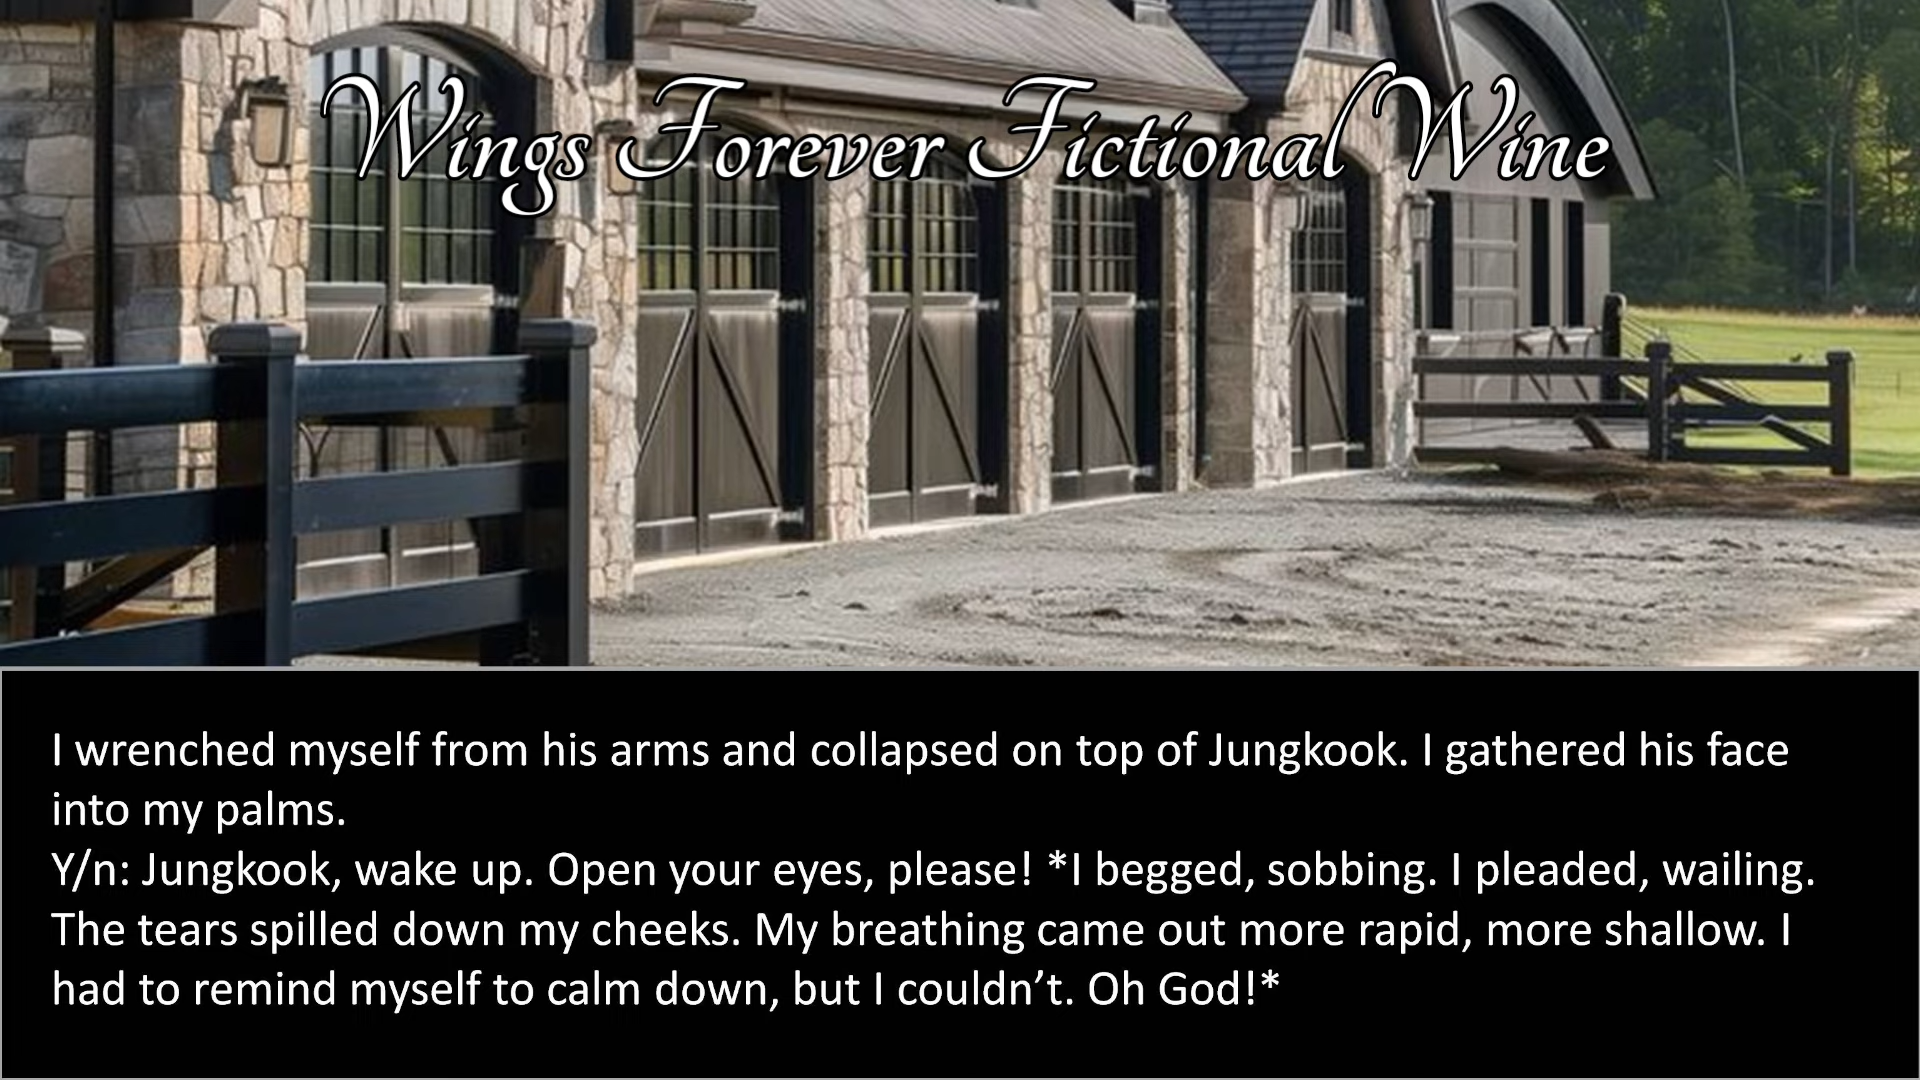 Wings Forever Fictional Wine
I wrenched myself from his arms and collapsed on top of Jungkook. I gathered his face
into my palms.
Y/n: Jungkook, wake up. Open your eyes, please! *I begged, sobbing. I pleaded, wailing.
The tears spilled down my cheeks. My breathing came out more rapid, more shallow. I
had to remind myself to calm down, but I couldn’t. Oh God!*